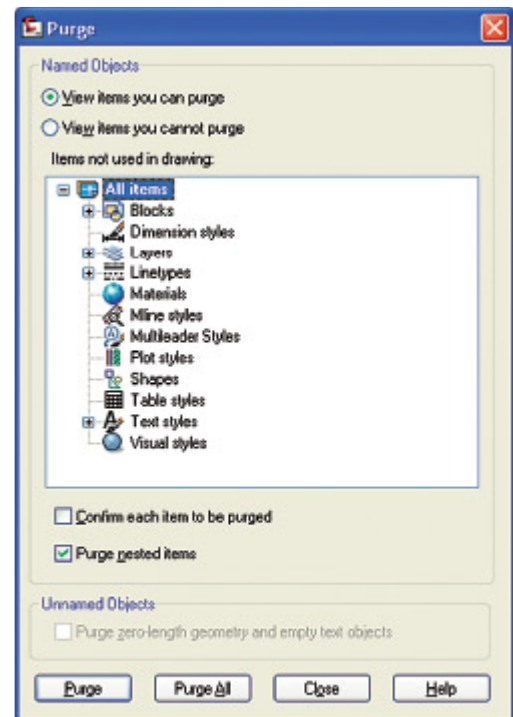 Purge
Named Objects
View items you can purge
View items you cannot purge
Items not used in drawing:
All items
Blocks
Dimension styles
Layers
Linetypes
Materials
Mline styles
Multileader Styles
Plot styles
Shapes
Table styles
Text styles
Visual styles
Confirm each item to be purged
Purge nested items
Unnamed Objects
Purge zero-length geometry and empty text objects
Purge Purge All Close Help